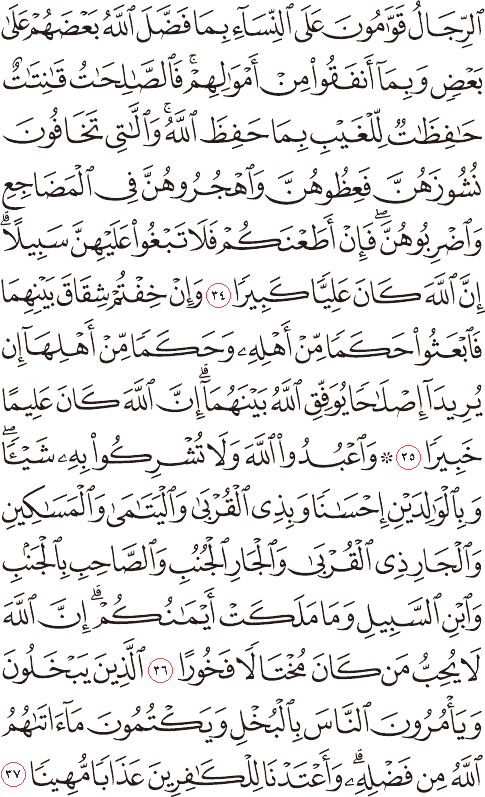 ٱلرِّجَالُ قَوَّٰمُونَ عَلَى ٱلنِّسَآءِ بِمَا فَضَّلَ ٱللَّهُ بَعۡضَهُمۡ عَلَىٰ
بَعۡضٖ وَبِمَآ أَنفَقُواْ مِنۡ أَمۡوَٰلِهِمۡۚ فَٱلصَّٰلِحَٰتُ قَٰنِتَٰتٌ
حَٰفِظَٰتٞ لِّلۡغَيۡبِ بِمَا حَفِظَ ٱللَّهُۚ وَٱلَّٰتِي تَخَافُونَ
نُشُوزَهُنَّ فَعِظُوهُنَّ وَٱهۡجُرُوهُنَّ فِي ٱلۡمَضَاجِعِ
وَٱضۡرِبُوهُنَّۖ فَإِنۡ أَطَعۡنَكُمۡ فَلَا تَبۡغُواْ عَلَيۡهِنَّ سَبِيلًاۗ
إِنَّ ٱللَّهَ كَانَ عَلِيّٗا كَبِيرٗا ٣٤ وَإِنۡ خِفۡتُمۡ شِقَاقَ بَيۡنِهِمَا
فَٱبۡعَثُواْ حَكَمٗا مِّنۡ أَهۡلِهِۦ وَحَكَمٗا مِّنۡ أَهۡلِهَآ إِن
يُرِيدَآ إِصۡلَٰحٗا يُوَفِّقِ ٱللَّهُ بَيۡنَهُمَآۗ إِنَّ ٱللَّهَ كَانَ عَلِيمًا
خَبِيرٗا ٣٥ ۞ وَٱعۡبُدُواْ ٱللَّهَ وَلَا تُشۡرِكُواْ بِهِۦ شَيۡـٔٗاۖ
وَبِٱلۡوَٰلِدَيۡنِ إِحۡسَٰنٗا وَبِذِي ٱلۡقُرۡبَىٰ وَٱلۡيَتَٰمَىٰ وَٱلۡمَسَٰكِينِ
وَٱلۡجَارِ ذِي ٱلۡقُرۡبَىٰ وَٱلۡجَارِ ٱلۡجُنُبِ وَٱلصَّاحِبِ بِٱلۡجَنۢبِ
وَٱبۡنِ ٱلسَّبِيلِ وَمَا مَلَكَتۡ أَيۡمَٰنُكُمۡۗ إِنَّ ٱللَّهَ
لَا يُحِبُّ مَن كَانَ مُخۡتَالٗا فَخُورًا ٣٦ ٱلَّذِينَ يَبۡخَلُونَ
وَيَأۡمُرُونَ ٱلنَّاسَ بِٱلۡبُخۡلِ وَيَكۡتُمُونَ مَآ ءَاتَىٰهُمُ
ٱللَّهُ مِن فَضۡلِهِۦۗ وَأَعۡتَدۡنَا لِلۡكَٰفِرِينَ عَذَابٗا مُّهِينٗا ٣٧